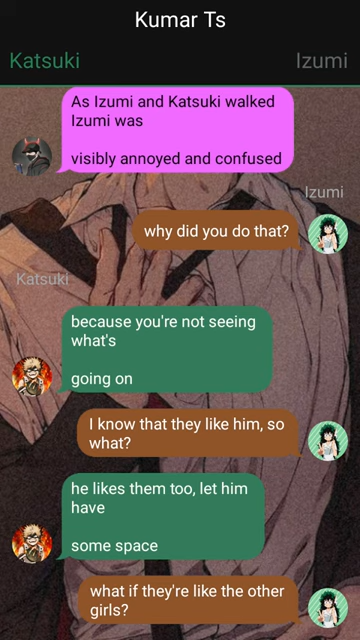 Kumar Ts
Katsuki
Izumi
As Izumi and Katsuki walked
Izumi was
visibly annoyed and confused
Izumi
why did you do that?
Katsuki
because you're not seeing
what's
going on
I know that they like him, so
what?
he likes them too, let him
have
some space
what if they're like the other
girls?